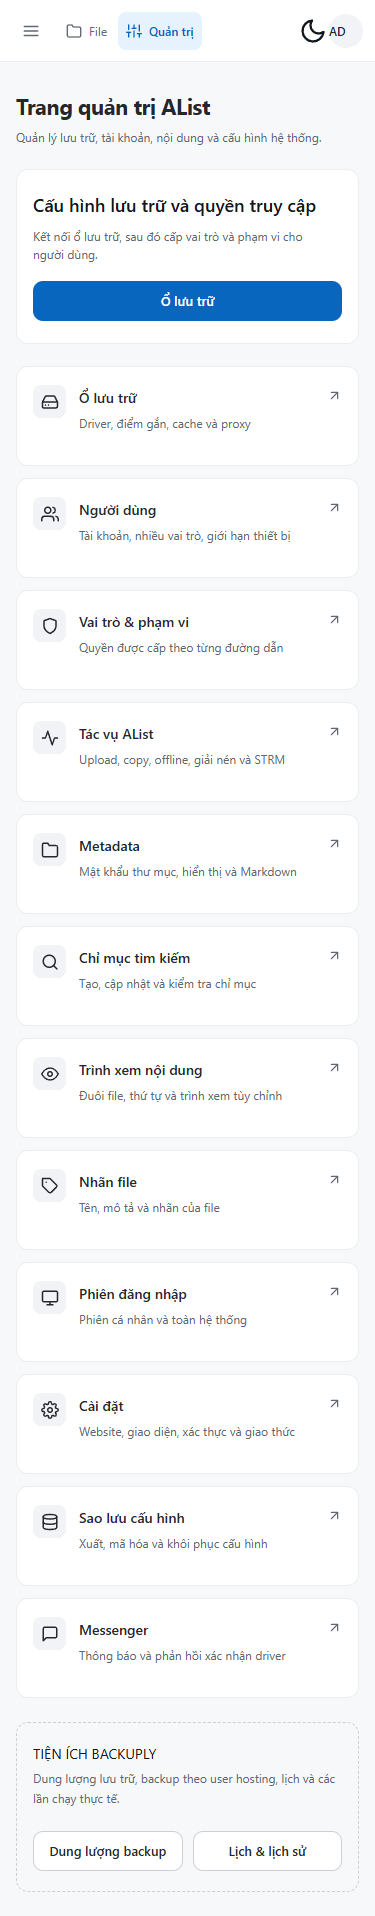 File
Quản trị
AD
Trang quản trị AList
Quản lý lưu trữ, tài khoản, nội dung và cấu hình hệ thống.
Cấu hình lưu trữ và quyền truy cập
Kết nối ổ lưu trữ, sau đó cấp vai trò và phạm vi cho
người dùng.
Ổ lưu trữ
Ổ lưu trữ
Driver, điểm gắn, cache và proxy
Người dùng
Tài khoản, nhiều vai trò, giới hạn thiết bị
Vai trò & phạm vi
Quyền được cấp theo từng đường dẫn
Tác vụ AList
Upload, copy, offline, giải nén và STRM
Metadata
Mật khẩu thư mục, hiển thị và Markdown
Chỉ mục tìm kiếm
Tạo, cập nhật và kiểm tra chỉ mục
Trình xem nội dung
Đuôi file, thứ tự và trình xem tùy chỉnh
Nhãn file
Tên, mô tả và nhãn của file
Phiên đăng nhập
Phiên cá nhân và toàn hệ thống
Cài đặt
Website, giao diện, xác thực và giao thức
Sao lưu cấu hình
Xuất, mã hóa và khôi phục cấu hình
Messenger
Thông báo và phản hồi xác nhận driver
TIỆN ÍCH BACKUPLY
Dung lượng lưu trữ, backup theo user hosting, lịch và các
lần chạy thực tế.
Dung lượng backup
Lịch & lịch sử